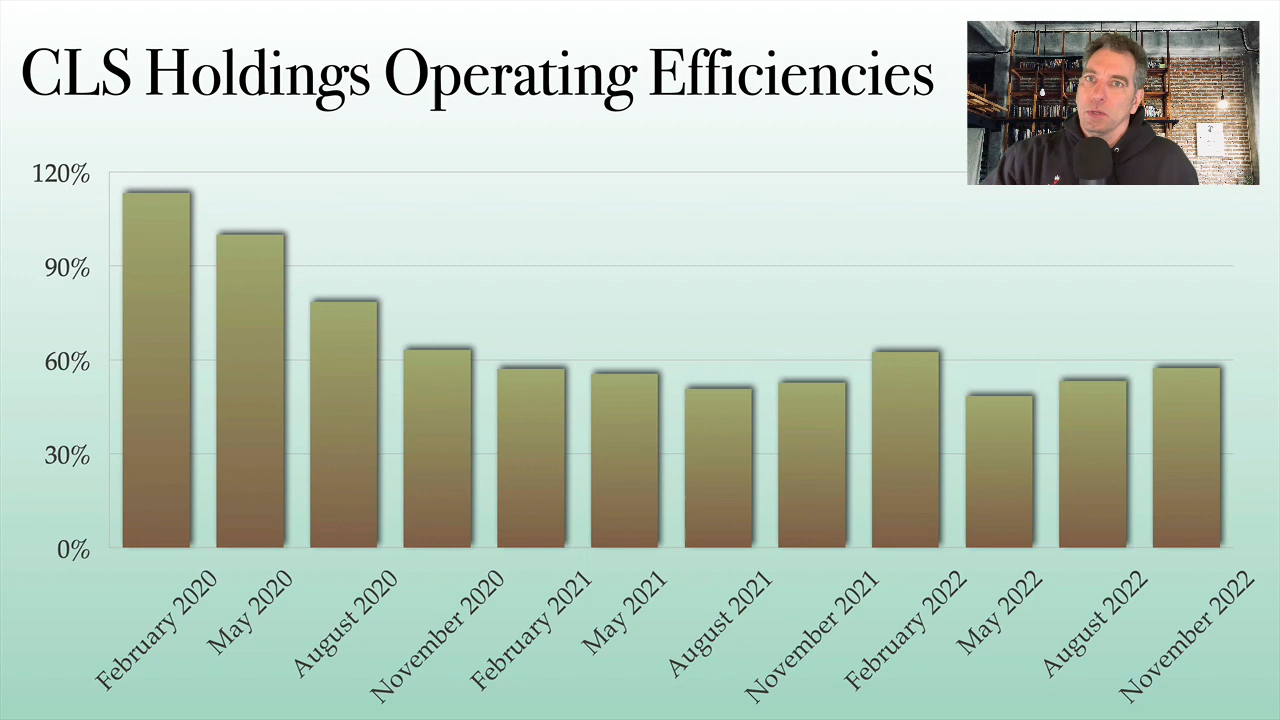 CLS Holdings Operating Efficiencies
120%
90%
60%
30%
0%
February 2020
May 2020
August 2020
November 2020
February 2021
May 2021
August 2021
November 2021
February 2022
May 2022
August 2022
November 2022